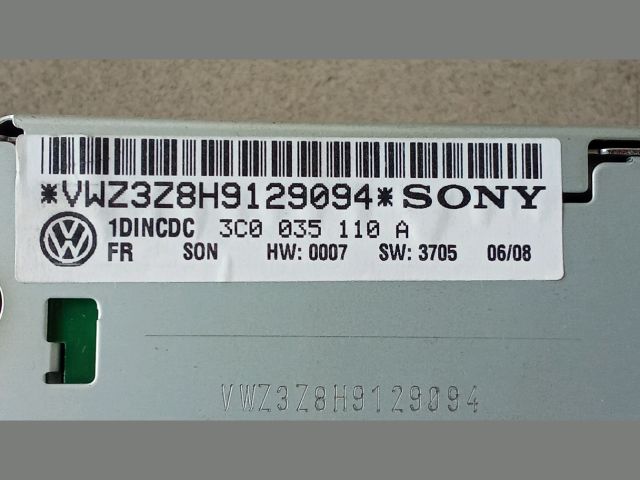 *VWZ3Z8H9129094* SONY
1DINCDC 3C0 035 110 A
FR SON HW: 0007 SW: 3705 06/08
VWZ3Z8H9129094